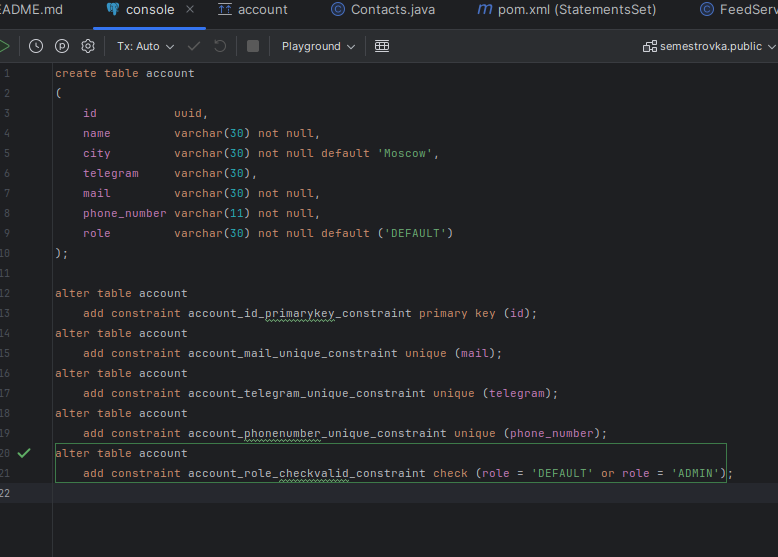 EADME.md
console
account
Contacts.java
pom.xml (StatementsSet)
FeedServ
Tx: Auto
Playground
semestrovka.public
1 create table account
2 (
3 id uuid,
4 name varchar(30) not null,
5 city varchar(30) not null default 'Moscow',
6 telegram varchar(30),
7 mail varchar(30) not null,
8 phone_number varchar(11) not null,
9 role varchar(30) not null default ('DEFAULT')
10 );
11
12 alter table account
13 add constraint account_id_primarykey_constraint primary key (id);
14 alter table account
15 add constraint account_mail_unique_constraint unique (mail);
16 alter table account
17 add constraint account_telegram_unique_constraint unique (telegram);
18 alter table account
19 add constraint account_phonenumber_unique_constraint unique (phone_number);
20 alter table account
21 add constraint account_role_checkvalid_constraint check (role = 'DEFAULT' or role = 'ADMIN');
22